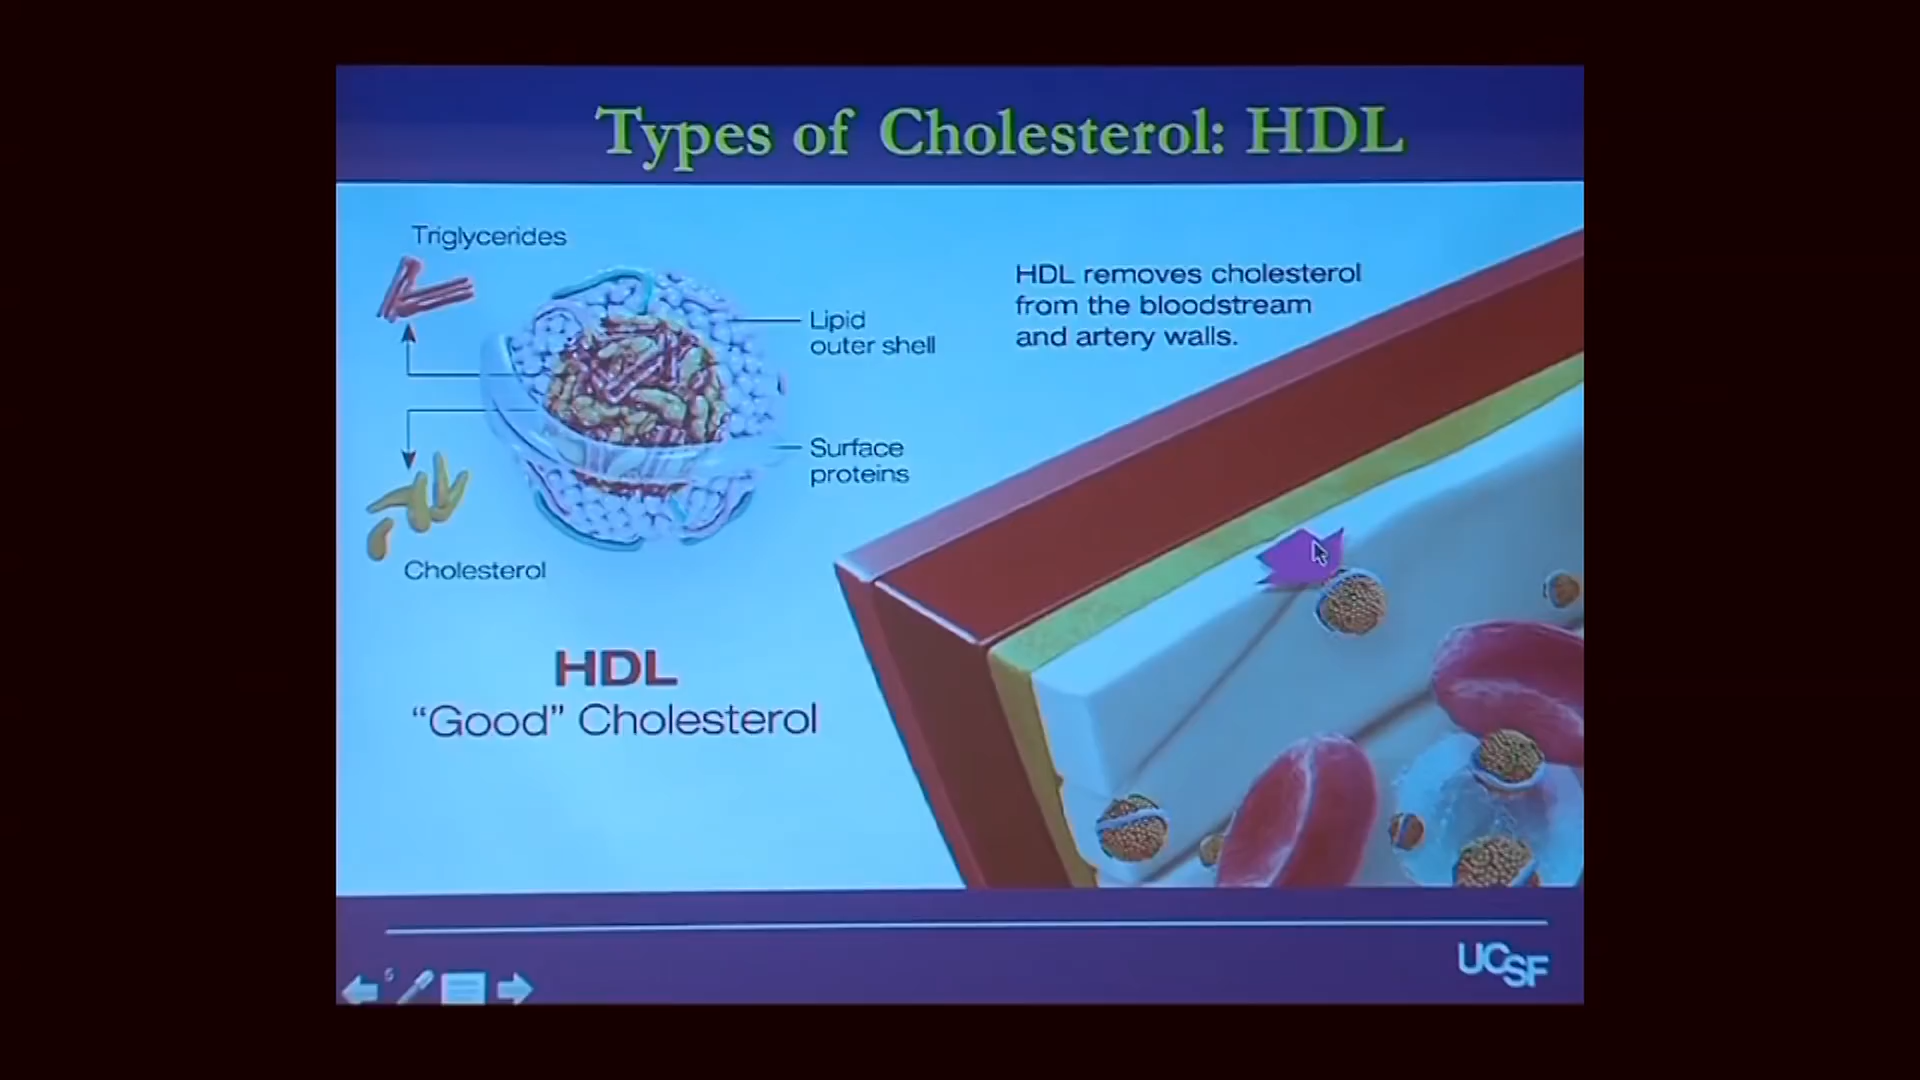 Types of Cholesterol: HDL
Triglycerides
Lipid
outer shell
Surface
proteins
Cholesterol
HDL removes cholesterol
from the bloodstream
and artery walls.
HDL
“Good” Cholesterol
5
UCSF